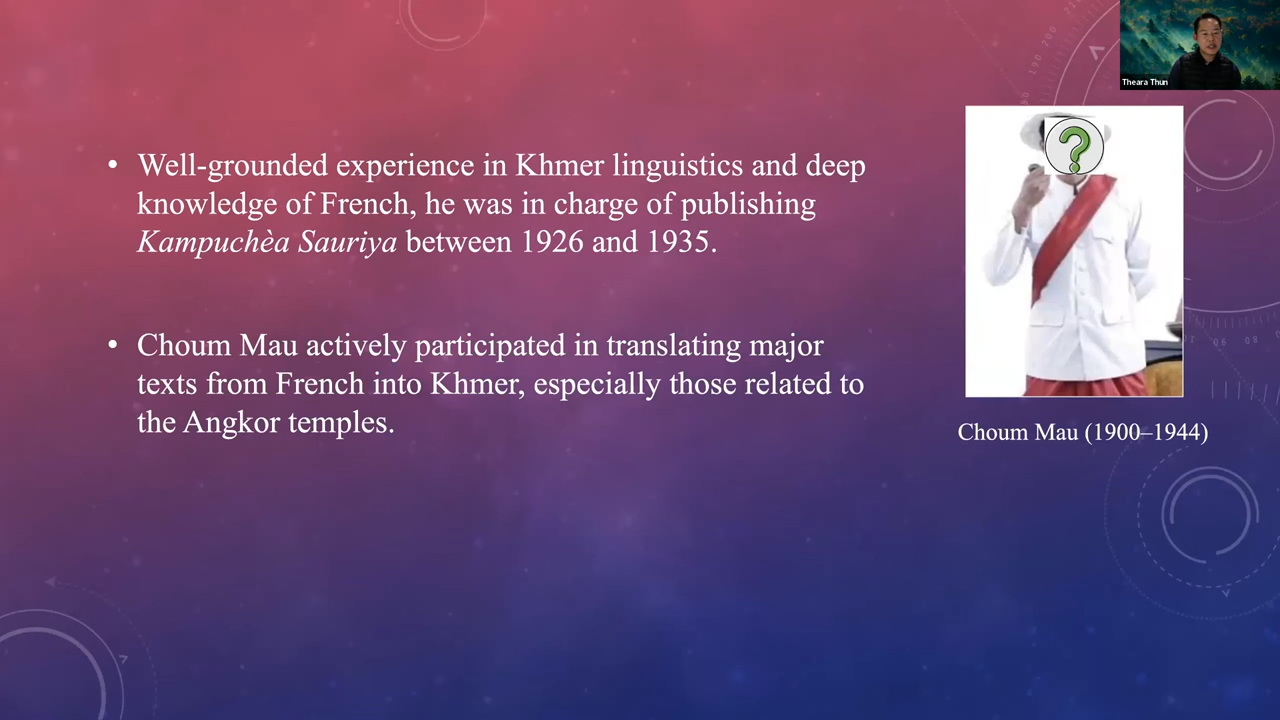 Theara Thun
• Well-grounded experience in Khmer linguistics and deep
knowledge of French, he was in charge of publishing
Kampuchèa Sauriya between 1926 and 1935.
• Choum Mau actively participated in translating major
texts from French into Khmer, especially those related to
the Angkor temples.
?
Choum Mau (1900–1944)